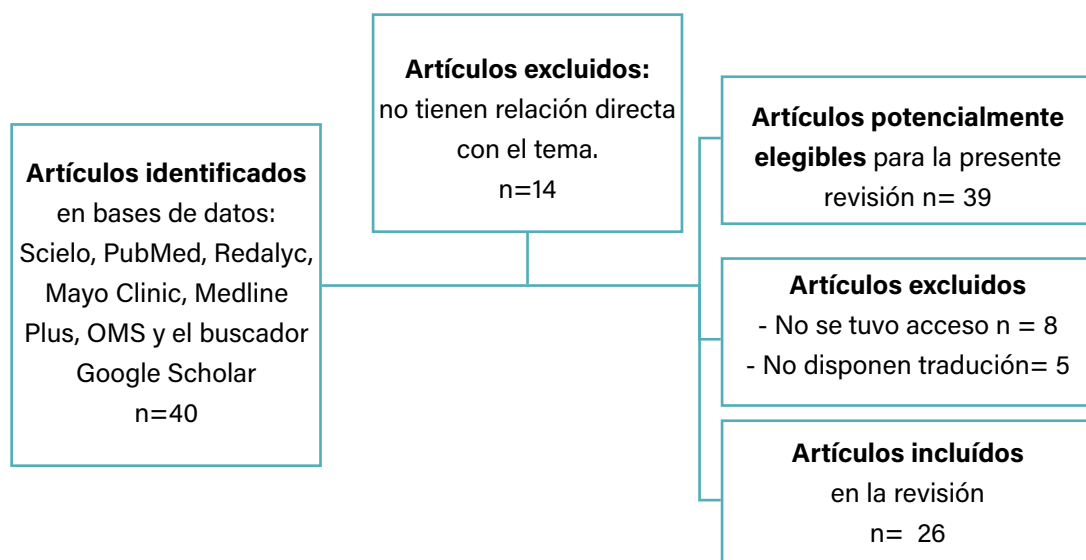 Artículos identificados
en bases de datos:
Scielo, PubMed, Redalyc,
Mayo Clinic, Medline
Plus, OMS y el buscador
Google Scholar
n=40
Artículos excluidos:
no tienen relación directa
con el tema.
n=14
Artículos potencialmente
elegibles para la presente
revisión n= 39
Artículos excluidos
- No se tuvo acceso n = 8
- No disponen tradución= 5
Artículos incluídos
en la revisión
n= 26